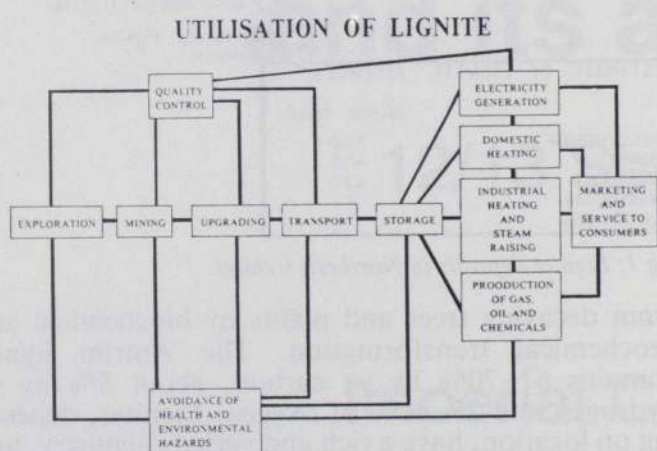 UTILISATION OF LIGNITE
QUALITY
CONTROL
ELECTRICITY
GENERATION
DOMESTIC
HEATING
EXPLORATION
MINING
UPGRADING
TRANSPORT
STORAGE
INDUSTRIAL
HEATING
AND
STEAM
RAISING
MARKETING
AND
SERVICE TO
CONSUMERS
PROODUCTION
OF GAS,
OIL AND
CHEMICALS
AVOIDANCE OF
HEALTH AND
ENVIRONMENTAL
HAZARDS